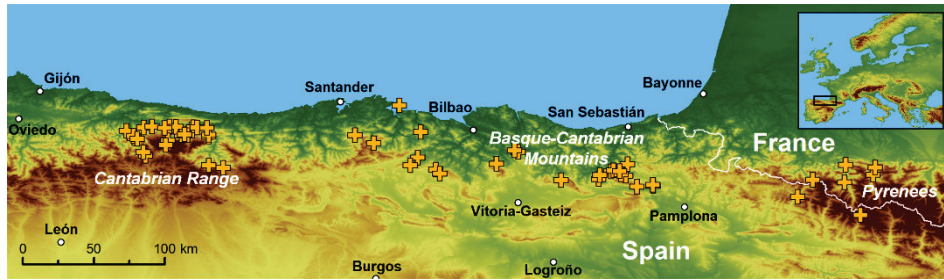 Gijón
Oviedo
Santander
Bilbao
San Sebastián
Bayonne
Basque-Cantabrian
Mountains
France
Cantabrian Range
Pyrenees
Vitoria-Gasteiz
Pamplona
León
Spain
0 50 100 km
Burgos
Logroño